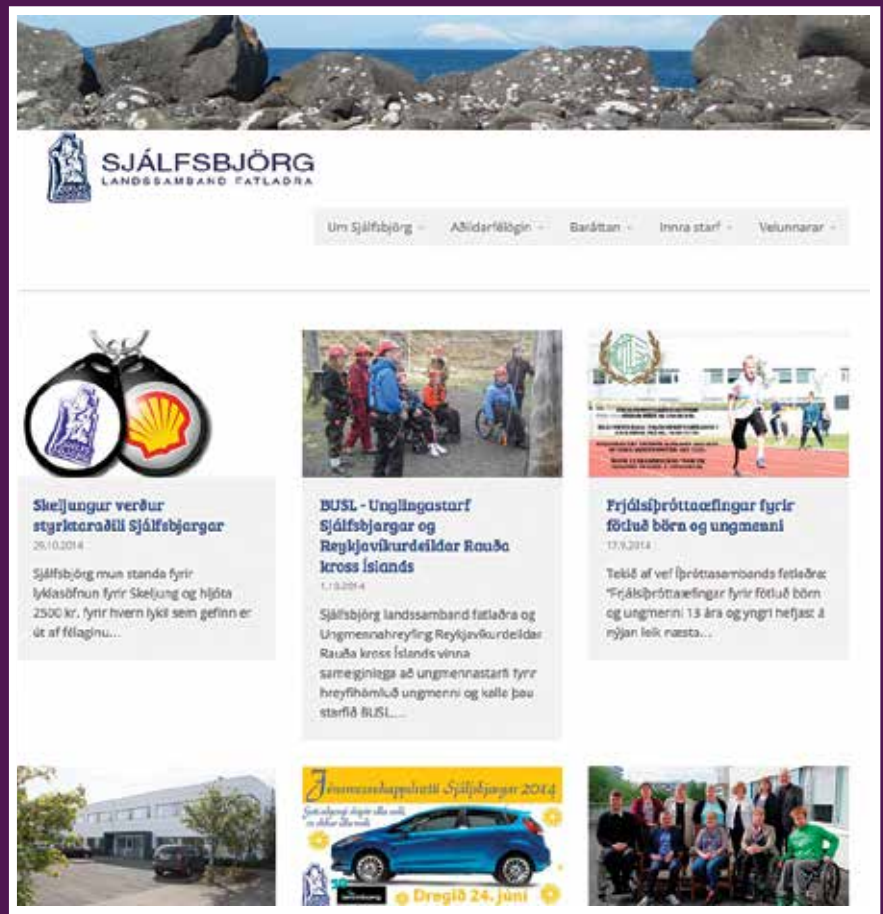 SJÁLFSBJÖRG
LANDSSAMBAND FATLAÐRA
Um Sjálfsbjörg
Aðildarfélögin
Baráttan
Innra starf
Velunnarar
Skeljungur verður
styrktaraðili Sjálfsbjargar
29.10.2014
Sjálfsbjörg mun standa fyrir
lyklasöfnun fyrir Skeljung og hljóta
2500 kr. fyrir hvern lykil sem gefinn er
út af félaginu...
BUSL - Unglingastarf
Sjálfsbjargar og
Reykjavíkurdeildar Rauða
kross Íslands
1.10.2014
Sjálfsbjörg landssamband fatlaðra og
Ungmennahreyfing Reykjavíkurdeildar
Rauða kross Íslands vinna
sameiginlega að ungmennastarfi fyrir
hreyfihömluð ungmenni og kalla þau
starfið BUSL....
Frjálsíþróttaæfingar fyrir
fötluð börn og ungmenni
17.9.2014
Tekið af vef Íþróttasambands fatlaðra:
"Frjálsíþróttaæfingar fyrir fötluð börn
og ungmenni 13 ára og yngri hefjast á
nýjan leik næsta...
Jónsmessuhappdrætti Sjálfsbjargar 2014
Dregið 24. júní